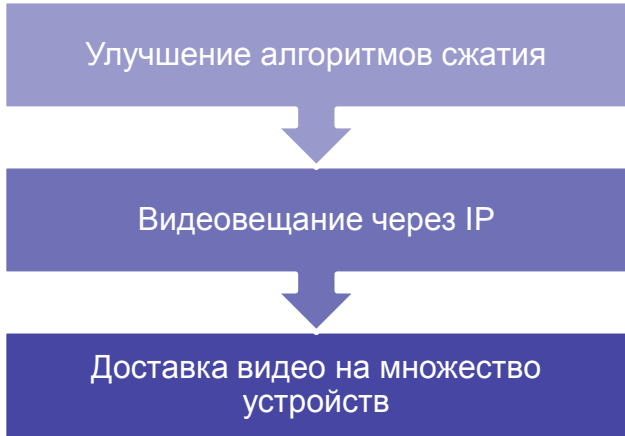 Улучшение алгоритмов сжатия
Видеовещание через IP
Доставка видео на множество
устройств